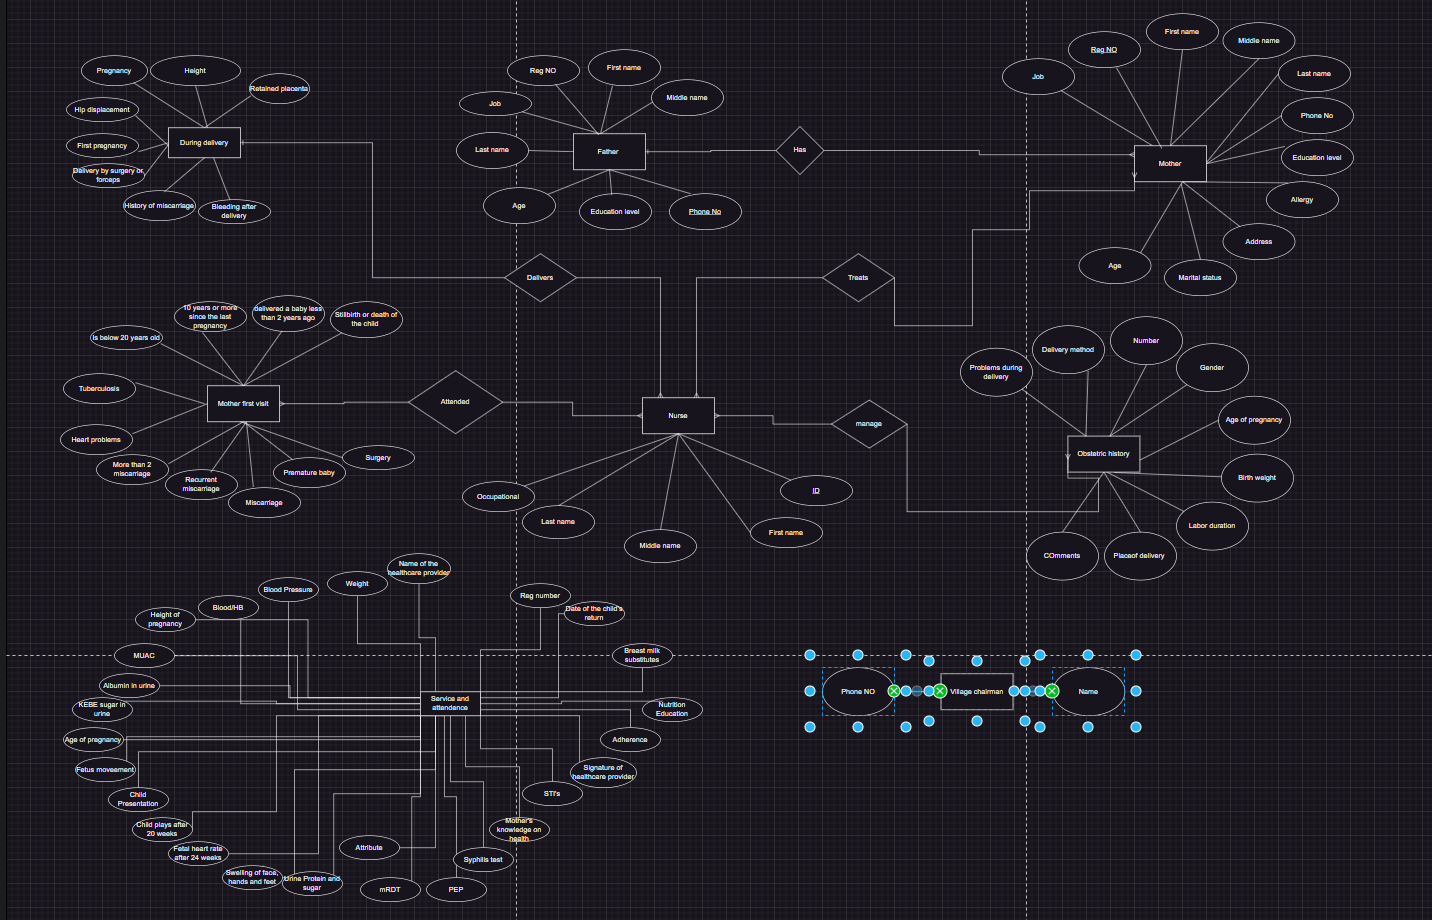 Pregnancy
Height
Retained placenta
Hip displacement
First pregnancy
Delivery by surgery or
forceps
History of miscarriage
Bleeding after
delivery
During delivery
Reg NO
First name
Middle name
Job
Last name
Father
Age
Education level
Phone No
Has
Job
Reg NO
First name
Middle name
Last name
Phone No
Education level
Allergy
Address
Marital status
Age
Mother
Delivers
Treats
10 years or more
since the last
pregnancy
delivered a baby less
than 2 years ago
Stillbirth or death of
the child
Is below 20 years old
Tuberculosis
Mother first visit
Heart problems
More than 2
miscarriage
Recurrent
miscarriage
Miscarriage
Premature baby
Surgery
Attended
Nurse
manage
Occupational
Last name
Middle name
First name
ID
Problems during
delivery
Delivery method
Number
Gender
Age of pregnancy
Birth weight
Labor duration
Placeof delivery
COmments
Obstetric history
Name of the
healthcare provider
Weight
Blood Pressure
Blood/HB
Height of
pregnancy
MUAC
Albumin in urine
KEBE sugar in
urine
Age of pregnancy
Fetus moveement
Child
Presentation
Child plays after
20 weeks
Fetal heart rate
after 24 weeks
Swelling of face,
hands and feet
Urine Protein and
sugar
Attribute
mRDT
PEP
Syphilis test
Mother's
knowledge on
health
STI's
Signature of
healthcare provider
Adherence
Nutrition
Education
Breast milk
substitutes
Date of the child's
return
Reg number
Service and
attendence
Phone NO
Village chairman
Name